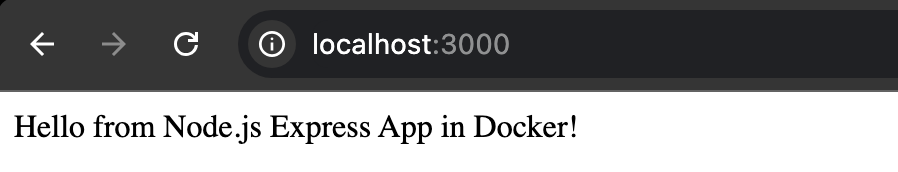 localhost:3000
Hello from Node.js Express App in Docker!